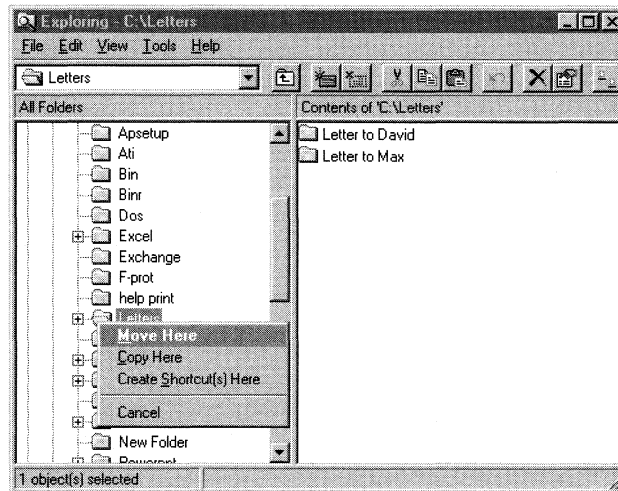 Exploring - C:\Letters
File Edit View Tools Help
Letters
All Folders
Contents of 'C:\Letters'
Apsetup
Ati
Bin
Binr
Dos
Excel
Exchange
F-prot
help print
Letters
Move Here
Copy Here
Create Shortcut(s) Here
Cancel
New Folder
Powerpnt
Letter to David
Letter to Max
1 object(s) selected